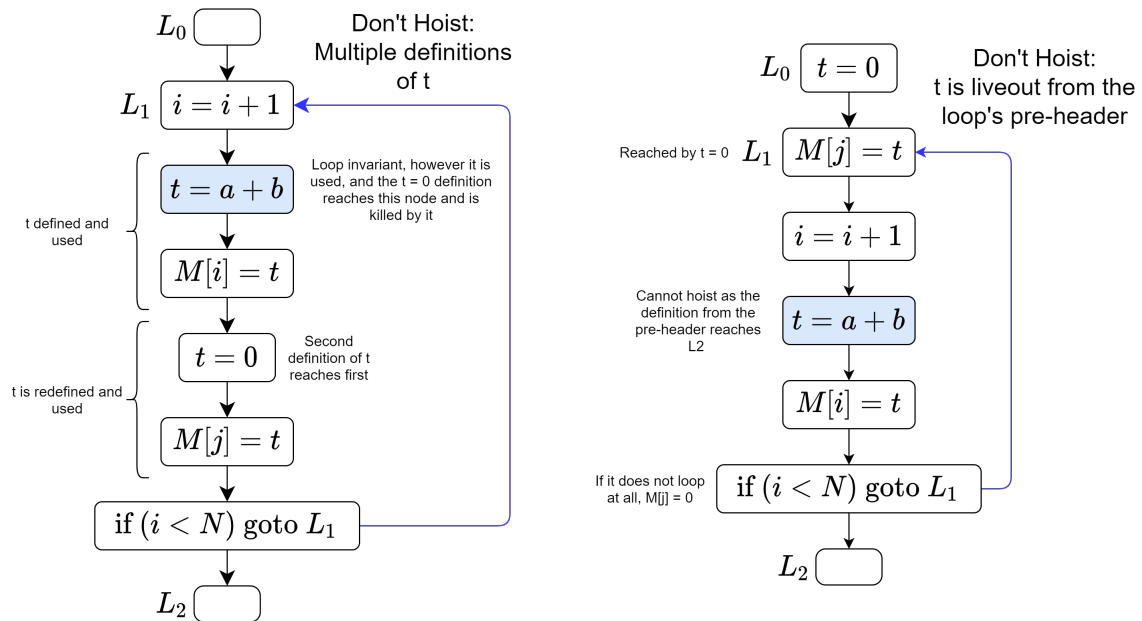 L₀
Don't Hoist:
Multiple definitions
of t
L₁
i = i + 1
t = a + b
Loop invariant, however it is
used, and the t = 0 definition
reaches this node and is
killed by it
t defined and
used
M[i] = t
t = 0
Second
definition of t
reaches first
t is redefined and
used
M[j] = t
if (i < N) goto L₁
L₂
L₀
t = 0
Don't Hoist:
t is liveout from the
loop's pre-header
Reached by t = 0
L₁
M[j] = t
i = i + 1
Cannot hoist as the
definition from the
pre-header reaches
L2
t = a + b
M[i] = t
If it does not loop
at all, M[j] = 0
if (i < N) goto L₁
L₂